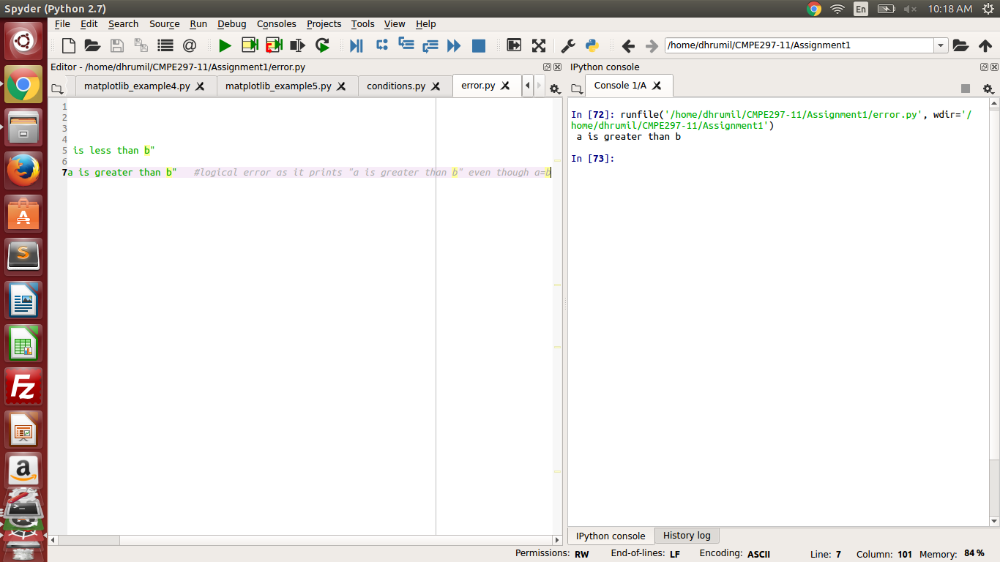 Spyder (Python 2.7)
En
10:18 AM
File Edit Search Source Run Debug Consoles Projects Tools View Help
@
/home/dhrumil/CMPE297-11/Assignment1
Editor - /home/dhrumil/CMPE297-11/Assignment1/error.py
matplotlib_example4.py matplotlib_example5.py conditions.py error.py
1
2
3
4
5 is less than b"
6
7a is greater than b" #logical error as it prints "a is greater than b" even though a=b
IPython console
Console 1/A
In [72]: runfile('/home/dhrumil/CMPE297-11/Assignment1/error.py', wdir='/
home/dhrumil/CMPE297-11/Assignment1')
a is greater than b
In [73]:
IPython console History log
Permissions: RW End-of-lines: LF Encoding: ASCII Line: 7 Column: 101 Memory: 84 %
A
S
Fz
a